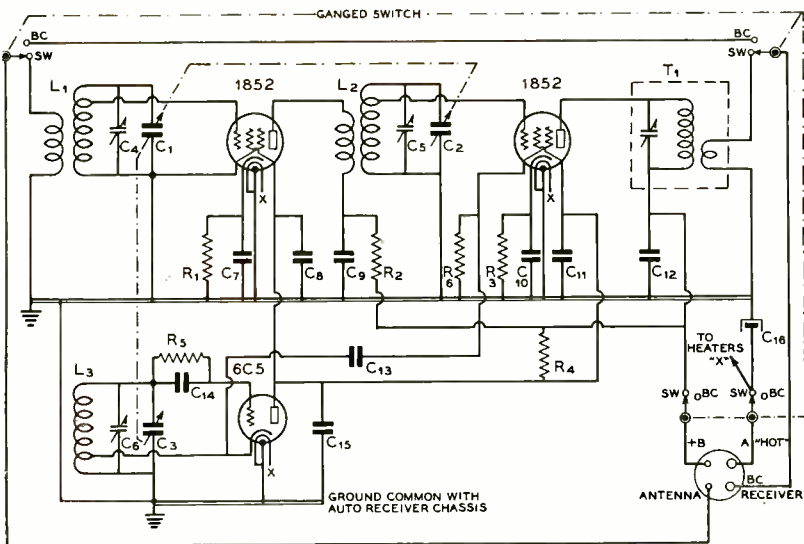 GANGED SWITCH
BC
SW
BC
SW
L1
1852
L2
1852
T1
C4
C1
C5
C2
X
X
R1
C7
C8
C9
R2
R6
R3
C10
C11
C12
R5
L3
6C5
C13
C14
R4
C6
C3
X
C15
C16
TO
HEATERS
"X"
SW
BC
SW
BC
+B
A "HOT"
ANTENNA
BC
RECEIVER
GROUND COMMON WITH
AUTO RECEIVER CHASSIS